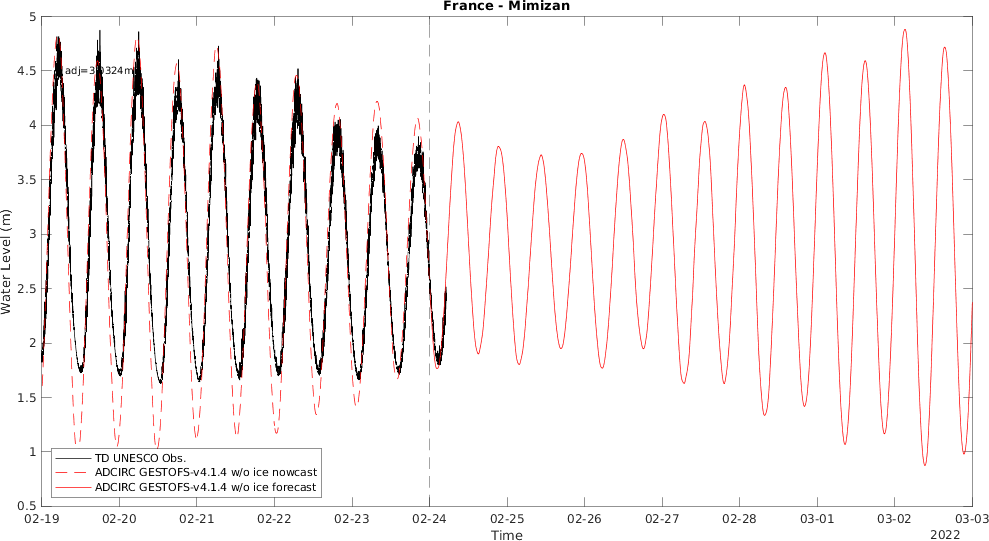 France - Mimizan
5
4.5
4
3.5
3
2.5
2
1.5
1
0.5
Water Level (m)
TD UNESCO Obs.
ADCIRC GESTOFS-v4.1.4 w/o ice nowcast
ADCIRC GESTOFS-v4.1.4 w/o ice forecast
02-19 02-20 02-21 02-22 02-23 02-24 02-25 02-26 02-27 02-28 03-01 03-02 03-03
Time
2022